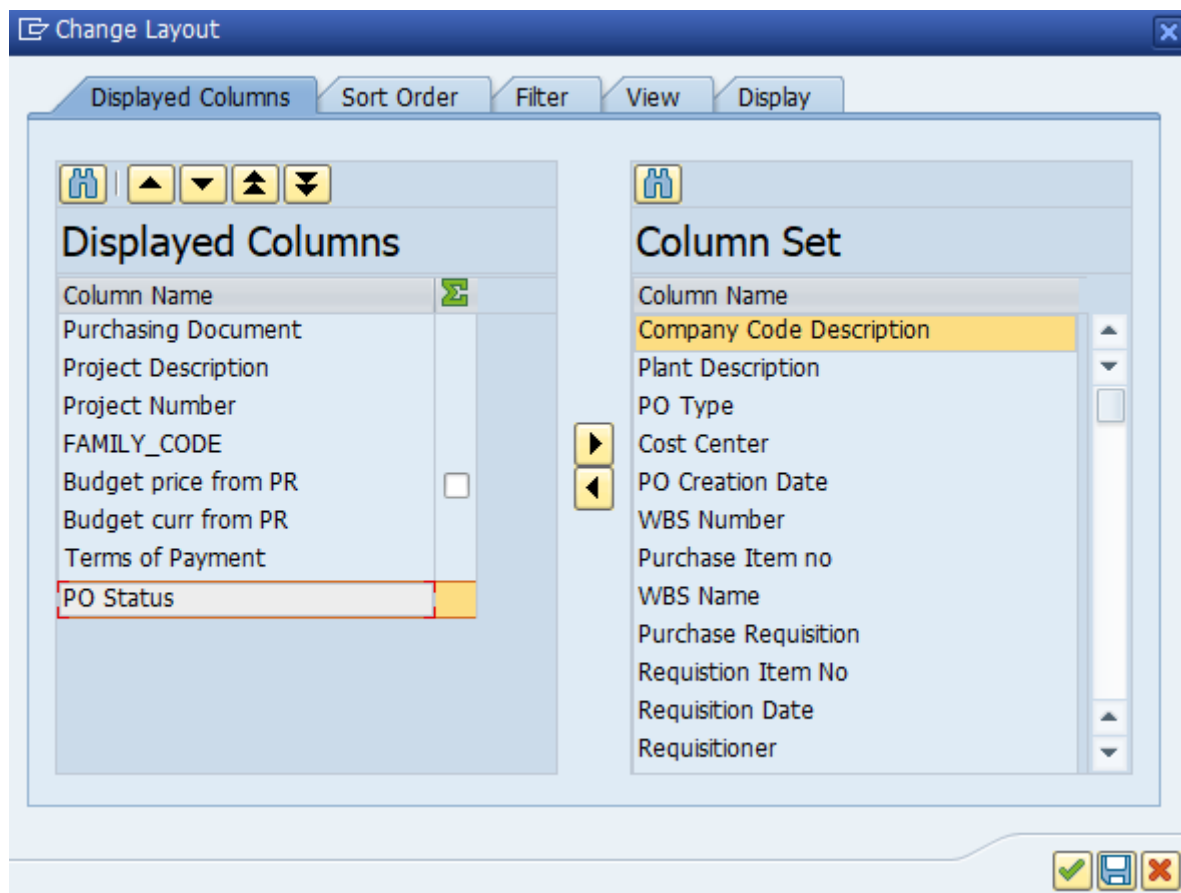 Change Layout
Displayed Columns Sort Order Filter View Display
Displayed Columns
Column Name
Purchasing Document
Project Description
Project Number
FAMILY_CODE
Budget price from PR
Budget curr from PR
Terms of Payment
PO Status
Column Set
Column Name
Company Code Description
Plant Description
PO Type
Cost Center
PO Creation Date
WBS Number
Purchase Item no
WBS Name
Purchase Requisition
Requistion Item No
Requisition Date
Requisitioner